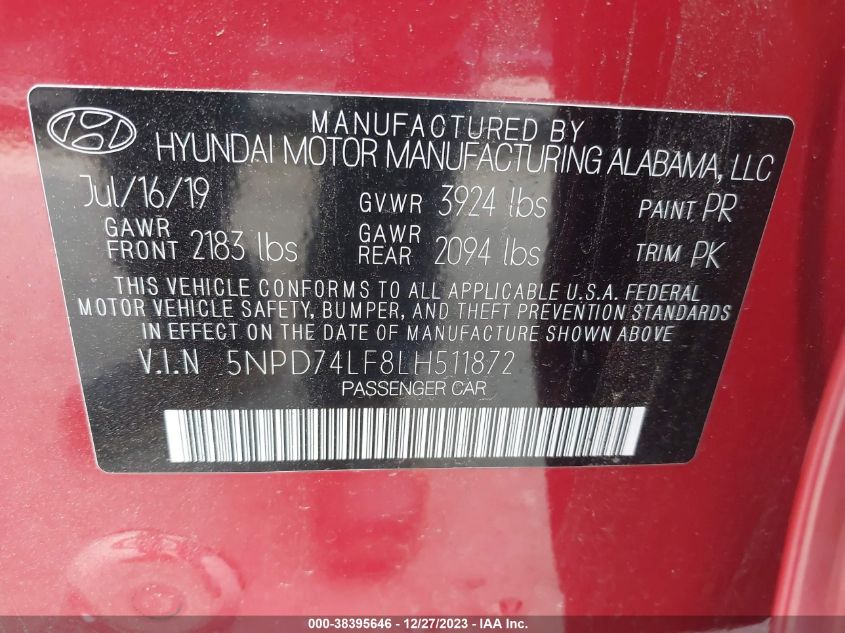 MANUFACTURED BY
HYUNDAI MOTOR MANUFACTURING ALABAMA, LLC
Jul/16/19 GVWR 3924 lbs PAINT PR
GAWR FRONT 2183 lbs GAWR REAR 2094 lbs TRIM PK
THIS VEHICLE CONFORMS TO ALL APPLICABLE U.S.A. FEDERAL
MOTOR VEHICLE SAFETY, BUMPER, AND THEFT PREVENTION STANDARDS
IN EFFECT ON THE DATE OF MANUFACTURE SHOWN ABOVE.
V.I.N 5NPD74LF8LH511872
PASSENGER CAR
000-38395646 - 12/27/2023 - IAA Inc.